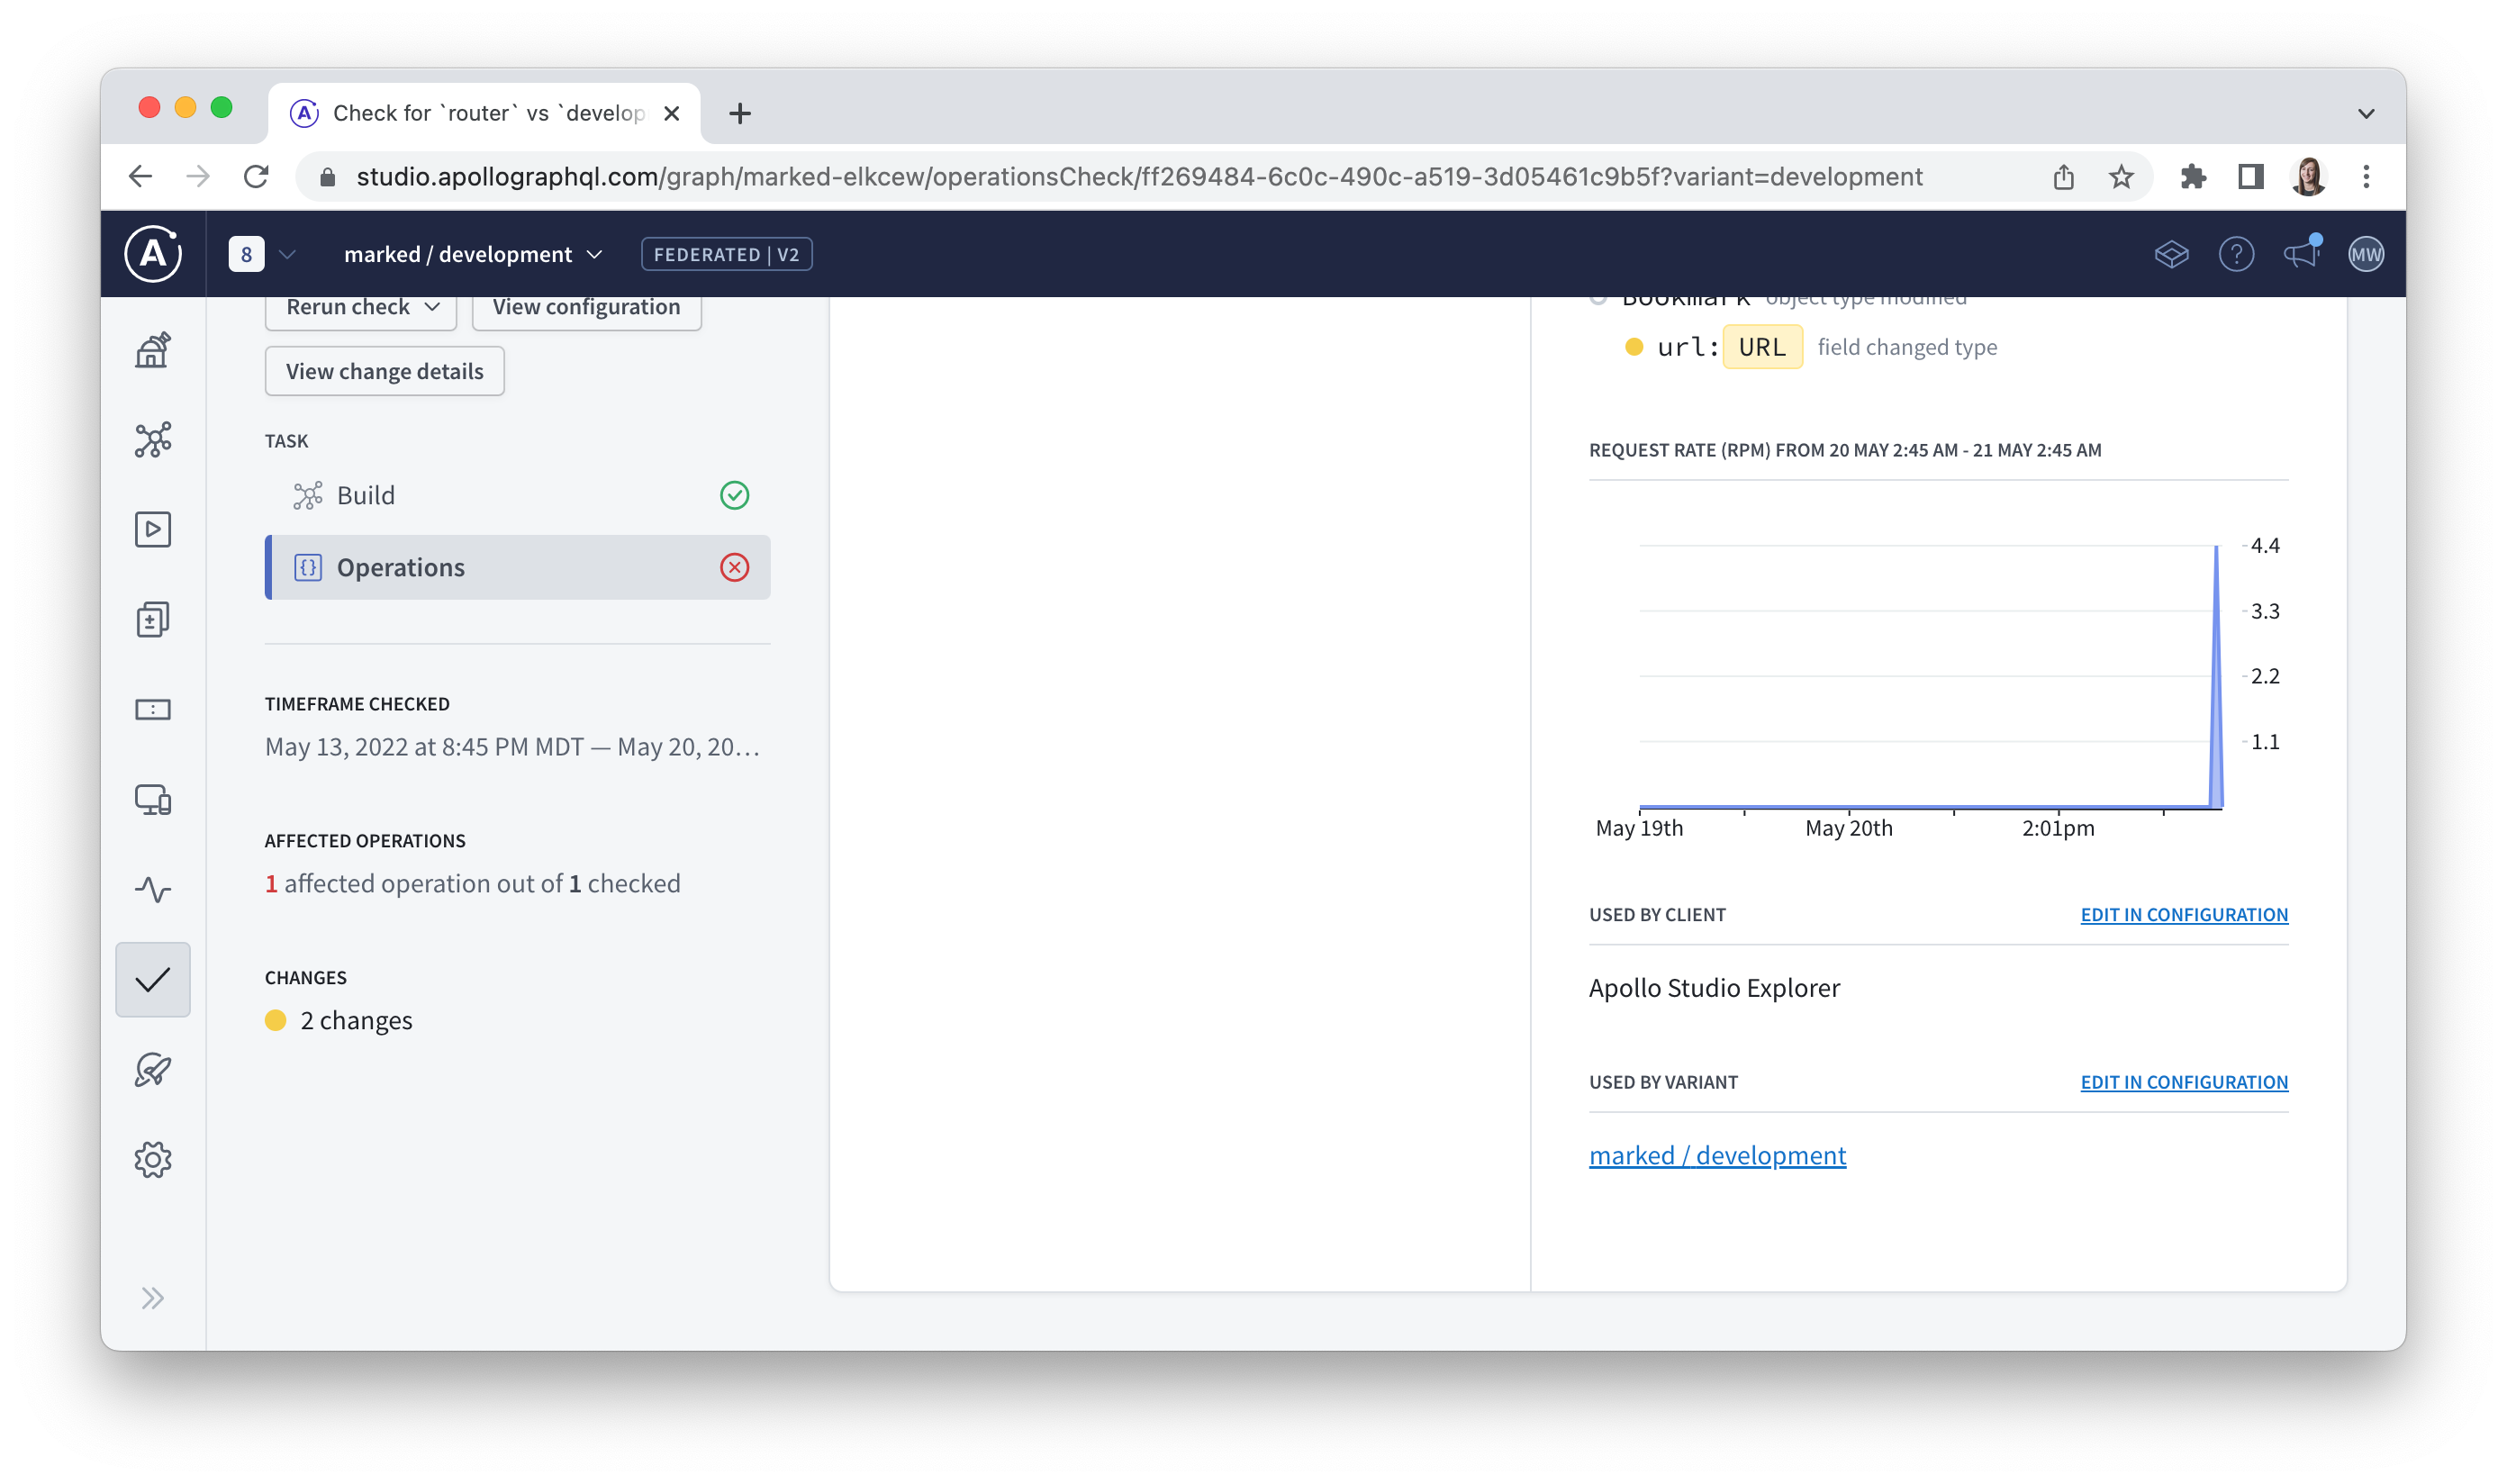 Check for `router` vs `develop
studio.apollographql.com/graph/marked-elkcew/operationsCheck/ff269484-6c0c-490c-a519-3d05461c9b5f?variant=development
8
marked / development
FEDERATED | V2
MW
Rerun check
View configuration
View change details
TASK
Build
Operations
TIMEFRAME CHECKED
May 13, 2022 at 8:45 PM MDT — May 20, 20…
AFFECTED OPERATIONS
1 affected operation out of 1 checked
CHANGES
2 changes
Bookmark object type modified
url: URL field changed type
REQUEST RATE (RPM) FROM 20 MAY 2:45 AM - 21 MAY 2:45 AM
4.4
3.3
2.2
1.1
May 19th
May 20th
2:01pm
USED BY CLIENT
EDIT IN CONFIGURATION
Apollo Studio Explorer
USED BY VARIANT
EDIT IN CONFIGURATION
marked / development